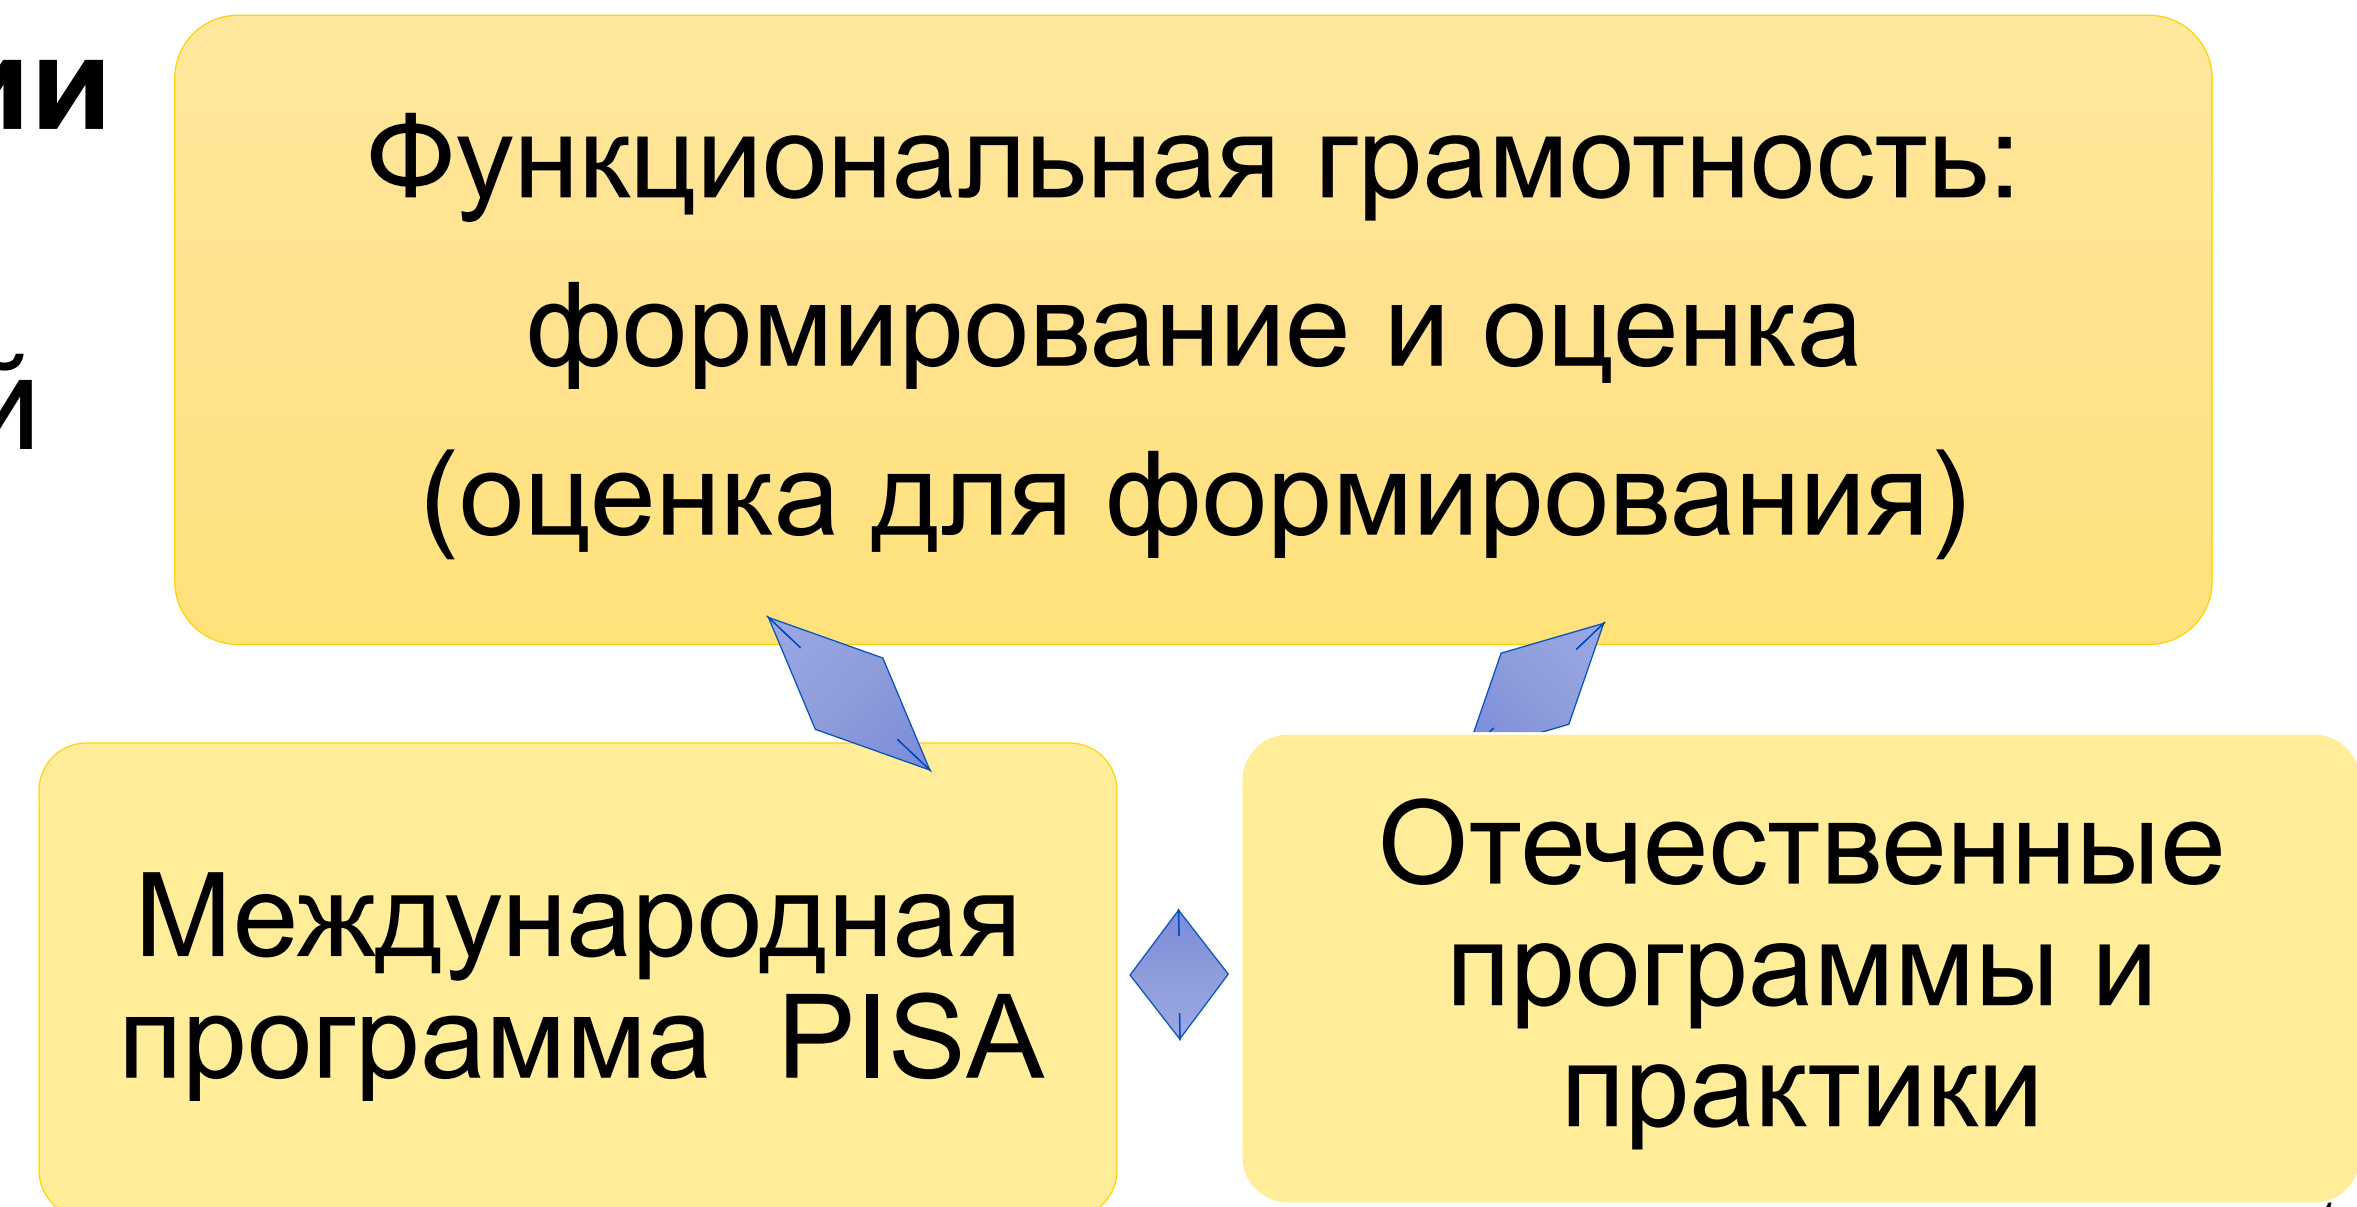 Функциональная грамотность:
формирование и оценка
(оценка для формирования)
Международная
программа PISA
Отечественные
программы и
практики